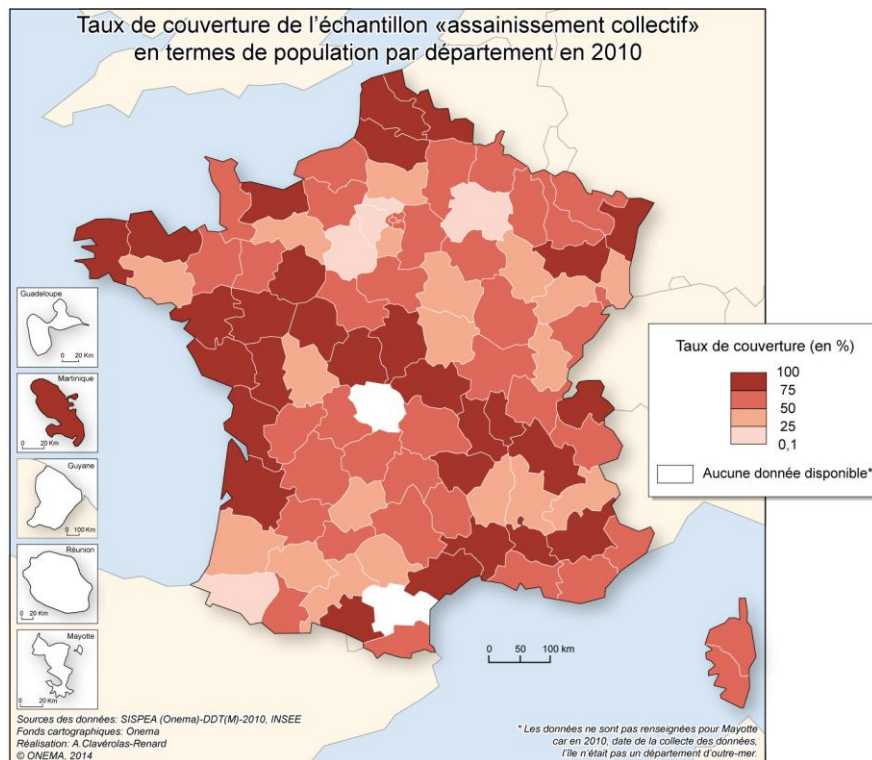 Taux de couverture de l’échantillon «assainissement collectif»
en termes de population par département en 2010
Guadeloupe
0 20 Km
Martinique
0 20 Km
Guyane
0 100 Km
Réunion
0 20 Km
Mayotte
0 20 Km
Taux de couverture (en %)
100
75
50
25
0,1
Aucune donnée disponible*
0 50 100 km
Sources des données: SISPEA (Onema)-DDT(M)-2010, INSEE
Fonds cartographiques: Onema
Réalisation: A.Clavérolas-Renard
© ONEMA, 2014
* Les données ne sont pas renseignées pour Mayotte
car en 2010, date de la collecte des données,
l’île n’était pas un département d’outre-mer.